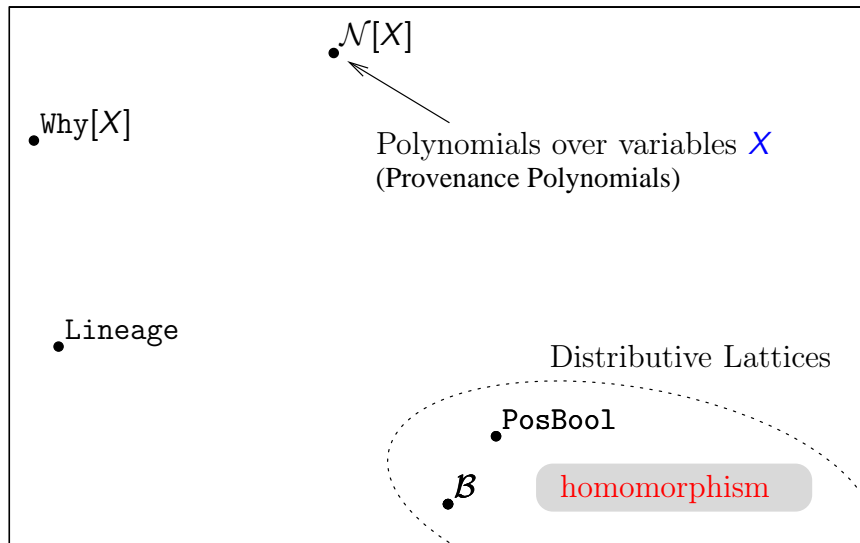 𝒩[X]
Why[X]
Polynomials over variables X
(Provenance Polynomials)
Lineage
Distributive Lattices
PosBool
ℬ
homomorphism